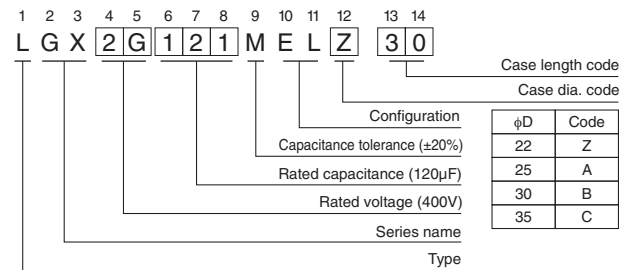 1 2 3 4 5 6 7 8 9 10 11 12 13 14
L G X 2 G 1 2 1 M E L Z 3 0
Case length code
Case dia. code
Configuration
Capacitance tolerance (±20%)
Rated capacitance (120µF)
Rated voltage (400V)
Series name
Type
ϕD Code
22 Z
25 A
30 B
35 C